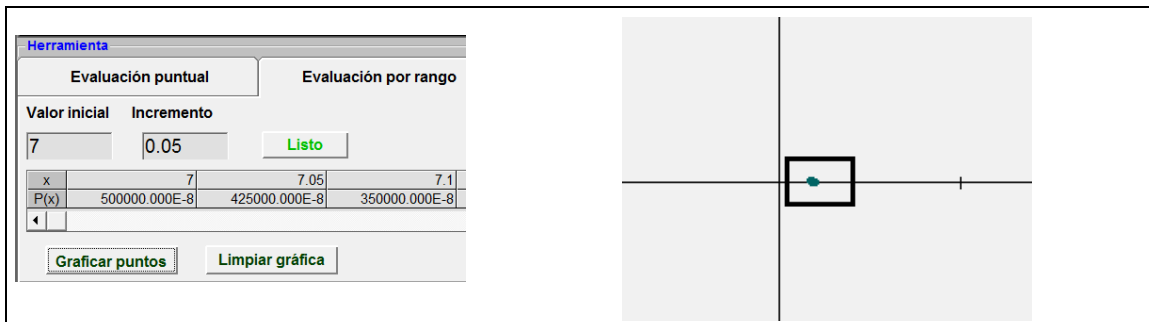 Herramienta
Evaluación puntual Evaluación por rango
Valor inicial Incremento
7 0.05 Listo
x 7 7.05 7.1
P(x) 500000.000E-8 425000.000E-8 350000.000E-8
Graficar puntos Limpiar gráfica